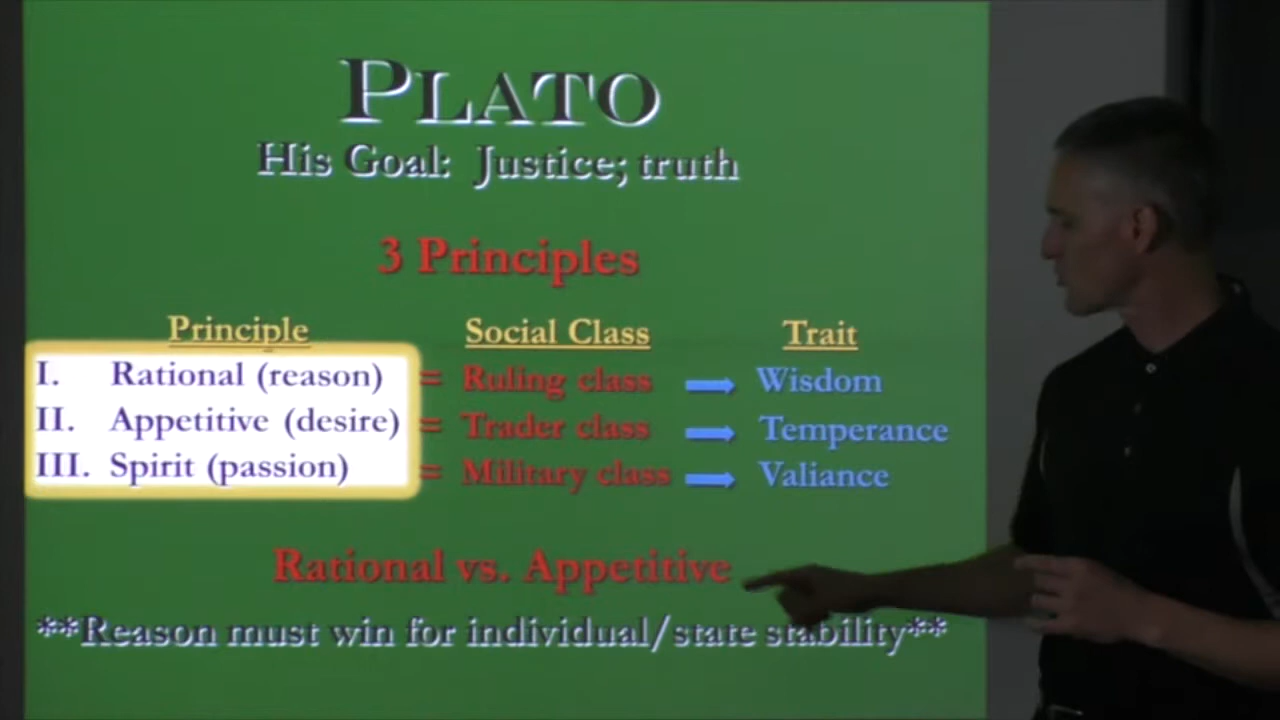 PLATO
His Goal: Justice; truth
3 Principles
Principle Social Class Trait
I. Rational (reason) = Ruling class Wisdom
II. Appetitive (desire) = Trader class Temperance
III. Spirit (passion) = Military class Valiance
Rational vs. Appetitive
**Reason must win for individual/state stability**